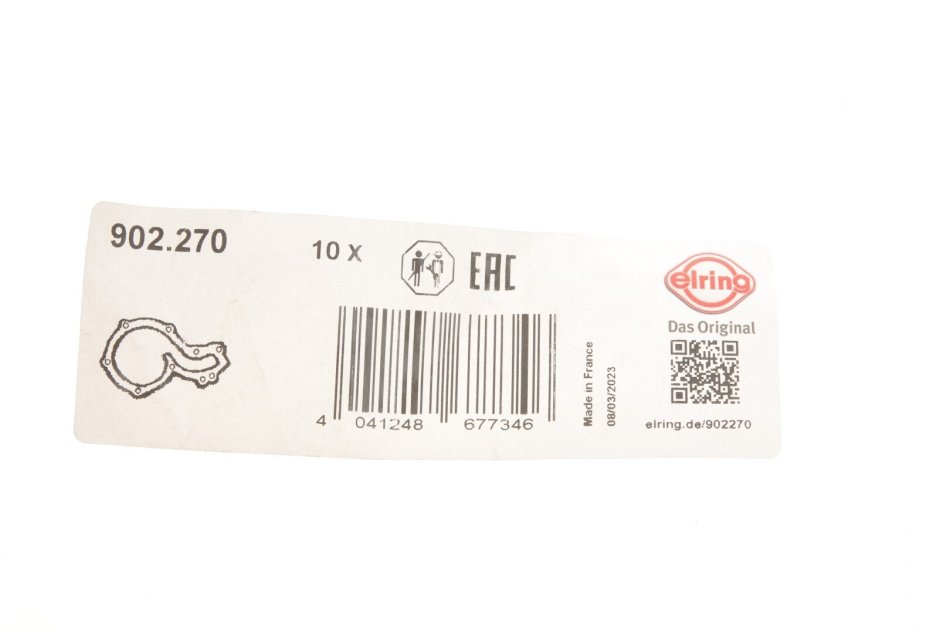 902.270
10 X
EAC
elring
Das Original
4 041248 677346
Made in France
08/03/2023
elring.de/902270